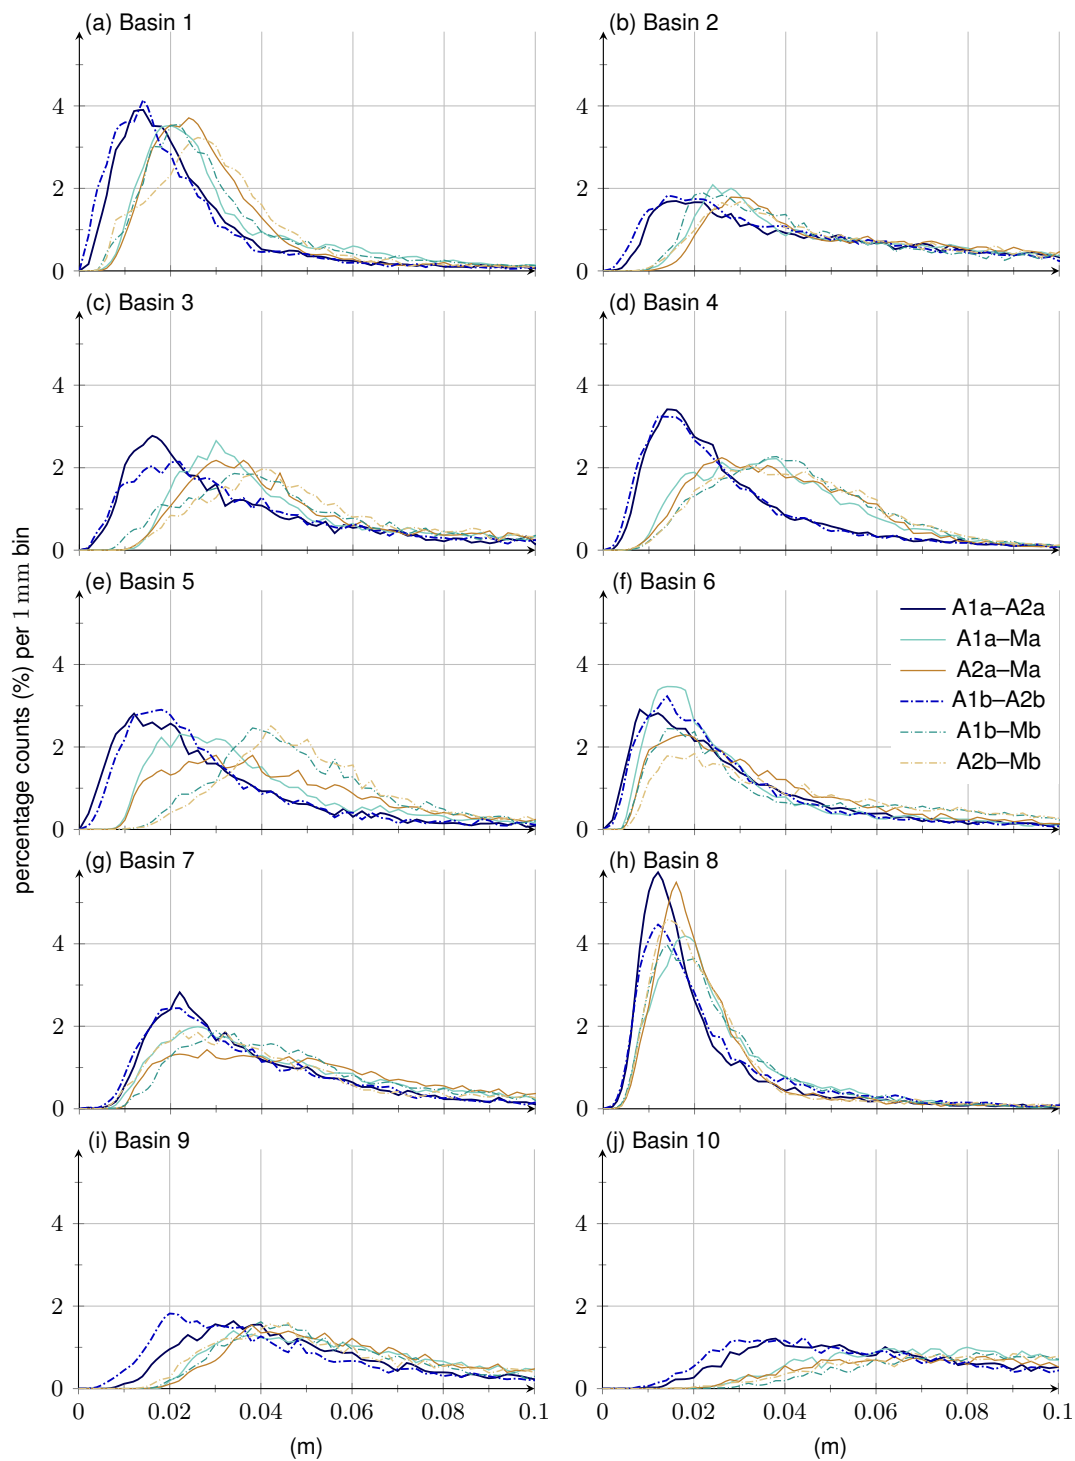 (a) Basin 1
(b) Basin 2
4
2
0
4
2
0
(c) Basin 3
(d) Basin 4
4
2
0
4
2
0
(e) Basin 5
(f) Basin 6
4
2
0
4
2
0
A1a–A2a
A1a–Ma
A2a–Ma
A1b–A2b
A1b–Mb
A2b–Mb
percentage counts (%) per 1 mm bin
(g) Basin 7
(h) Basin 8
4
2
0
4
2
0
(i) Basin 9
(j) Basin 10
4
2
0
4
2
0
0 0.02 0.04 0.06 0.08 0.1
0 0.02 0.04 0.06 0.08 0.1
(m)
(m)